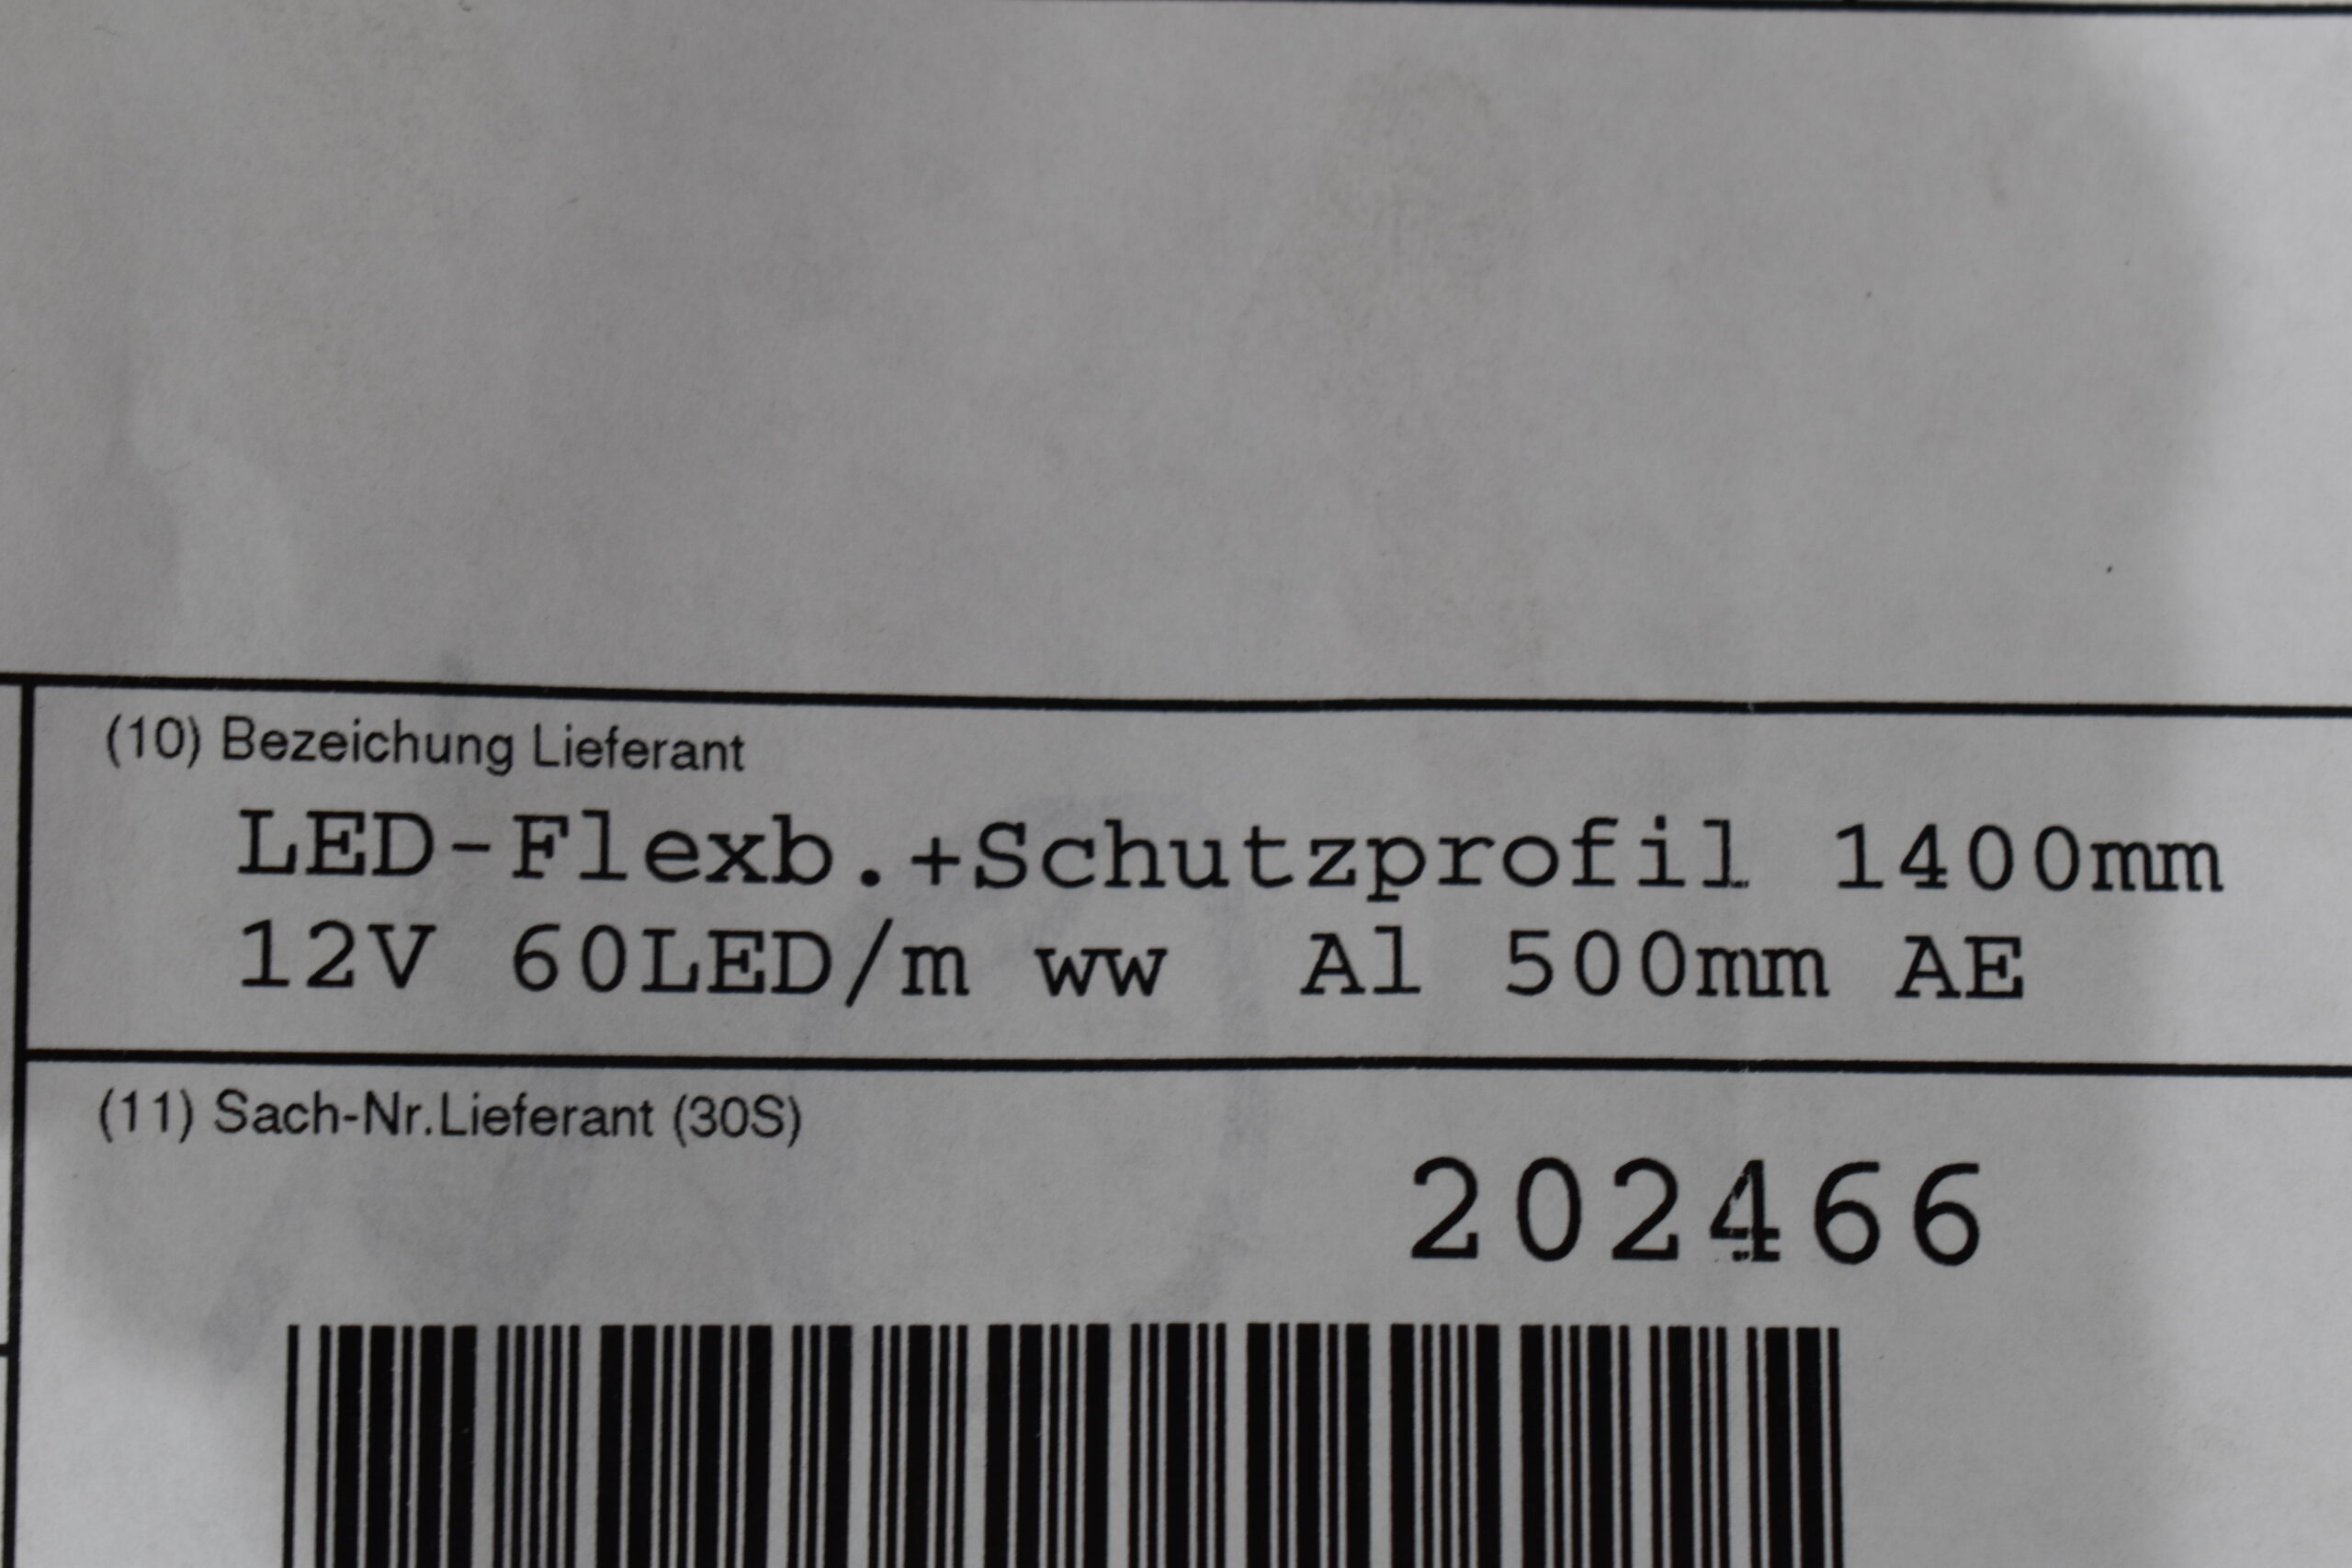 (10) Bezeichung Lieferant
LED-Flexb.+Schutzprofil 1400mm
12V 60LED/m ww  Al 500mm AE
(11) Sach-Nr.Lieferant (30S)
202466